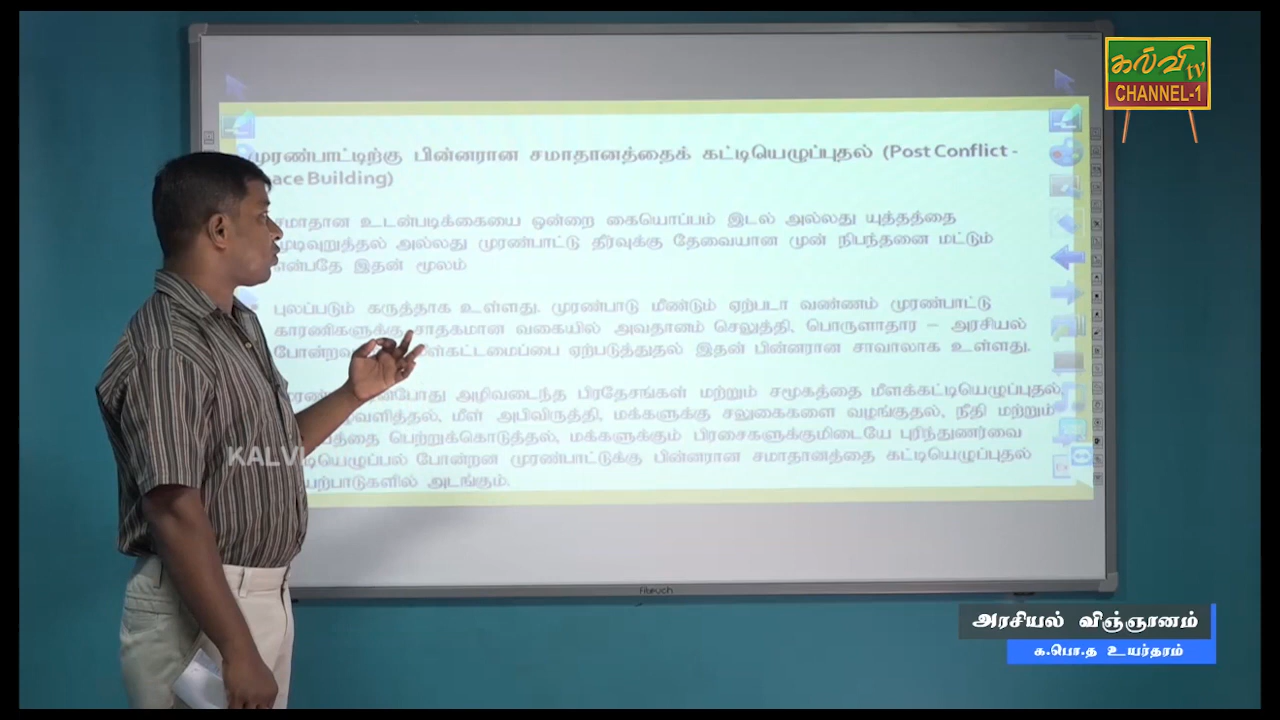 கல்வி tv
CHANNEL-1
முரண்பாட்டிற்கு பின்னரான சமாதானத்தைக் கட்டியெழுப்புதல் (Post Conflict -
ace Building)
சமாதான உடன்படிக்கையை ஒன்றை கையொப்பம் இடல் அல்லது யுத்தத்தை
முடிவுறுத்தல் அல்லது முரண்பாட்டு தீர்வுக்கு தேவையான முன் நிபந்தனை மட்டும்
என்பதே இதன் மூலம்
புலப்படும் கருத்தாக உள்ளது. முரண்பாடு மீண்டும் ஏற்படா வண்ணம் முரண்பாட்டு
காரணிகளுக்கு சாதகமான வகையில் அவதானம் செலுத்தி, பொருளாதார – அரசியல்
ஏற்படுத்துதல் இதன் பின்னரான சாவாலாக உள்ளது.
அழிவடைந்த பிரதேசங்கள் மற்றும் சமூகத்தை மீளக்கட்டியெழுப்புதல்,
மீள் அபிவிருத்தி, மக்களுக்கு சலுகைகளை வழங்குதல், நீதி மற்றும்
பெற்றுக்கொடுத்தல், மக்களுக்கும் பிரசைகளுக்குமிடையே புரிந்துணர்வை
KALVI
போன்றன முரண்பாட்டுக்கு பின்னரான சமாதானத்தை கட்டியெழுப்புதல்
அடங்கும்.
அரசியல் விஞ்ஞானம்
க.பொ.த உயர்தரம்